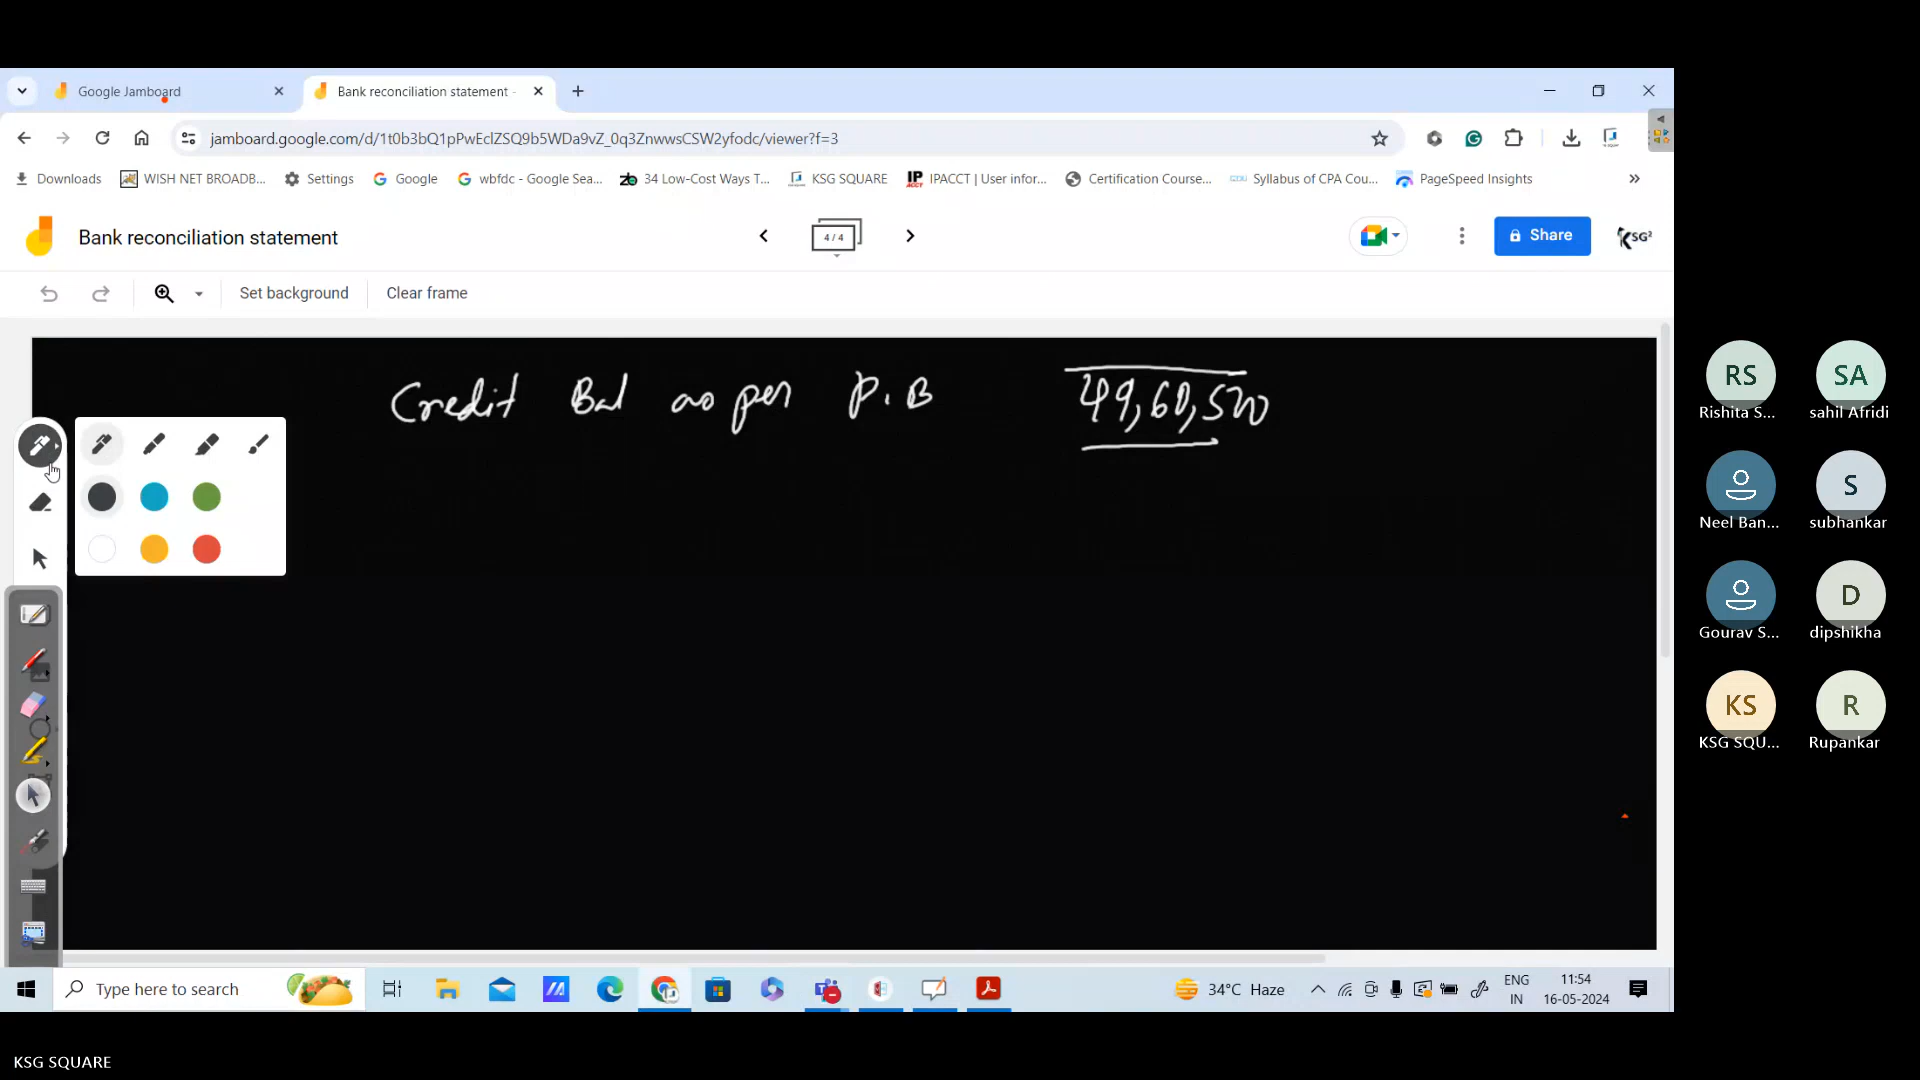 Google Jamboard
Bank reconciliation statement -
jamboard.google.com/d/1t0b3bQ1pPwEclZSQ9b5WDa9vZ_0q3ZnwwsCSW2yfodc/viewer?f=3
Downloads WISH NET BROADB... Settings Google wbfdc - Google Sea... 34 Low-Cost Ways T... KSG SQUARE IPACCT | User infor... Certification Course... Syllabus of CPA Cou... PageSpeed Insights »
Bank reconciliation statement
4 / 4
Share
KSG²
Set background Clear frame
Credit Bal as per P.B 49,60,500
RS SA
Rishita S... sahil Afridi
S
Neel Ban... subhankar
D
Gourav S... dipshikha
KS R
KSG SQU... Rupankar
Type here to search
34°C Haze
ENG
IN
11:54
16-05-2024
KSG SQUARE